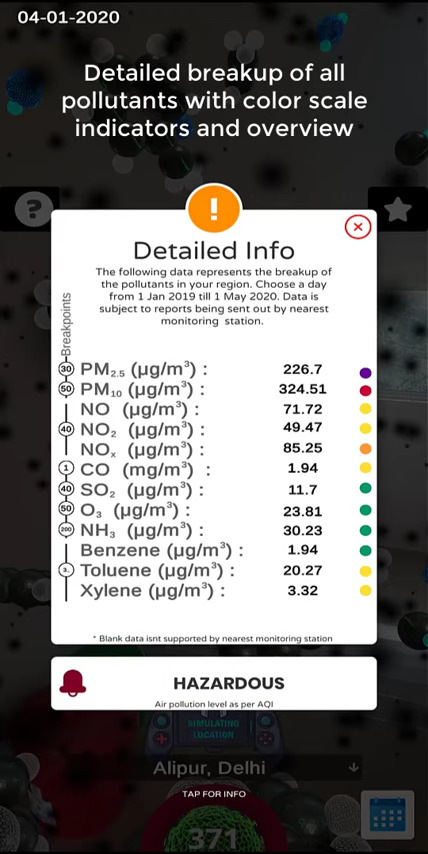 04-01-2020
Detailed breakup of all
pollutants with color scale
indicators and overview
?
!
Detailed Info
The following data represents the breakup of
the pollutants in your region. Choose a day
from 1 Jan 2019 till 1 May 2020. Data is
subject to reports being sent out by nearest
monitoring station.
Breakpoints
30 PM2.5 (µg/m³) : 226.7
50 PM10 (µg/m³) : 324.51
NO (µg/m³) : 71.72
40 NO2 (µg/m³) : 49.47
NOx (µg/m³) : 85.25
1 CO (mg/m³) : 1.94
40 SO2 (µg/m³) : 11.7
50 O3 (µg/m³) : 23.81
200 NH3 (µg/m³) : 30.23
Benzene (µg/m³) : 1.94
3. Toluene (µg/m³) : 20.27
Xylene (µg/m³) : 3.32
* Blank data isnt supported by nearest monitoring station
HAZARDOUS
Air pollution level as per AQI
SIMULATING
LOCATION
Alipur, Delhi
TAP FOR INFO
371